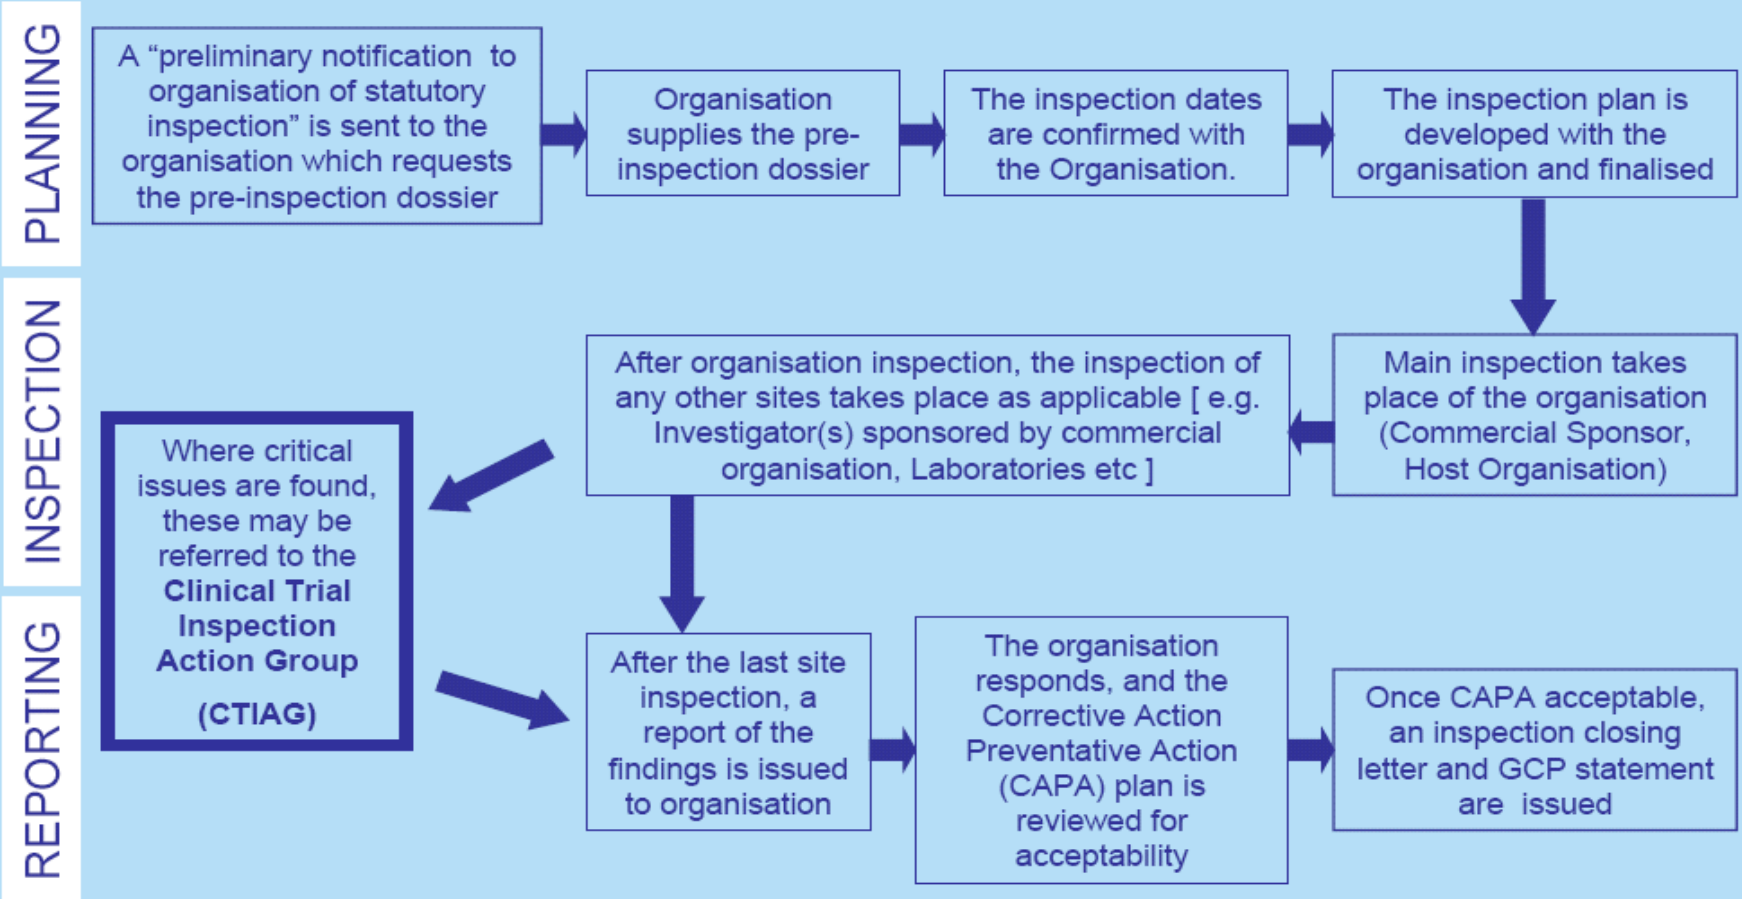 PLANNING
A “preliminary notification to
organisation of statutory
inspection” is sent to the
organisation which requests
the pre-inspection dossier
Organisation
supplies the pre-
inspection dossier
The inspection dates
are confirmed with
the Organisation.
The inspection plan is
developed with the
organisation and finalised
INSPECTION
Main inspection takes
place of the organisation
(Commercial Sponsor,
Host Organisation)
After organisation inspection, the inspection of
any other sites takes place as applicable [ e.g.
Investigator(s) sponsored by commercial
organisation, Laboratories etc ]
Where critical
issues are found,
these may be
referred to the
Clinical Trial
Inspection
Action Group
(CTIAG)
REPORTING
After the last site
inspection, a
report of the
findings is issued
to organisation
The organisation
responds, and the
Corrective Action
Preventative Action
(CAPA) plan is
reviewed for
acceptability
Once CAPA acceptable,
an inspection closing
letter and GCP statement
are issued